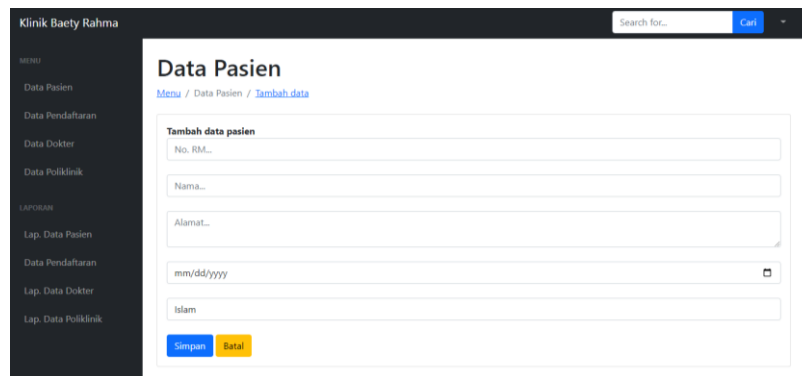 Klinik Baety Rahma
Search for...
Cari
MENU
Data Pasien
Data Pendaftaran
Data Dokter
Data Poliklinik
LAPORAN
Lap. Data Pasien
Data Pendaftaran
Lap. Data Dokter
Lap. Data Poliklinik
Data Pasien
Menu / Data Pasien / Tambah data
Tambah data pasien
No. RM...
Nama...
Alamat...
mm/dd/yyyy
Islam
Simpan
Batal